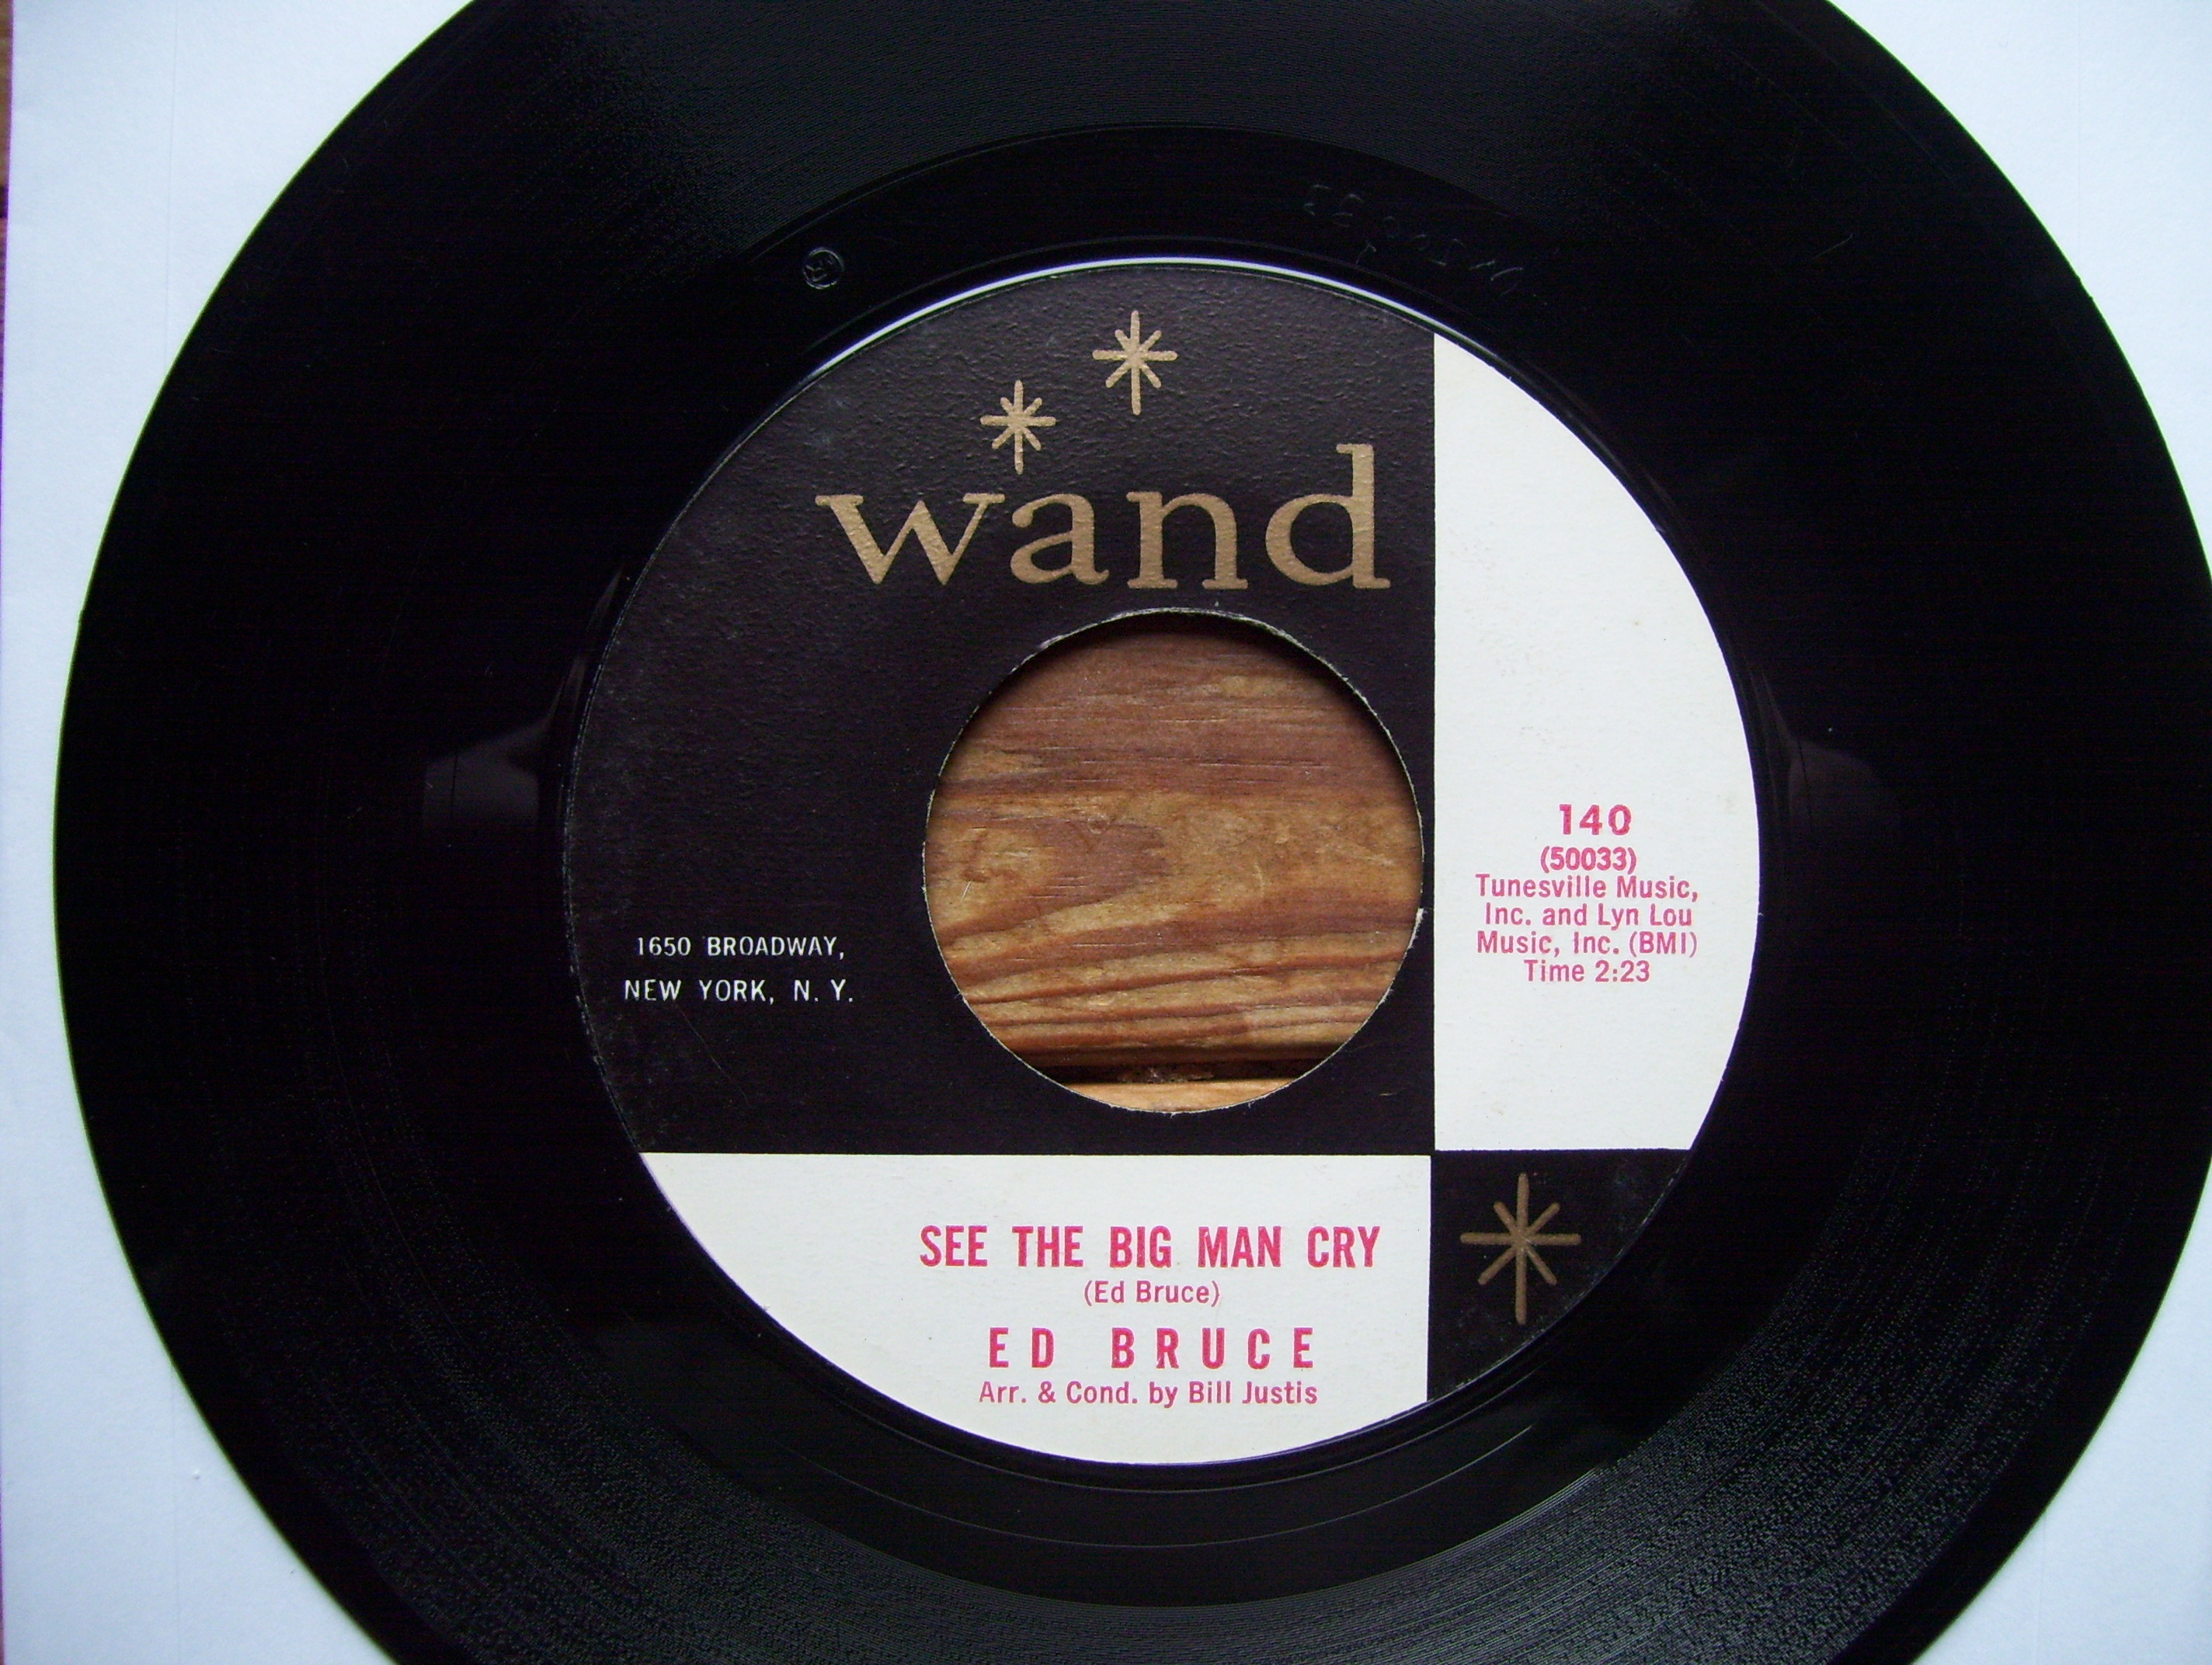 wand
1650 BROADWAY,
NEW YORK, N. Y.
140
(50033)
Tunesville Music,
Inc. and Lyn Lou
Music, Inc. (BMI)
Time 2:23
SEE THE BIG MAN CRY
(Ed Bruce)
ED BRUCE
Arr. & Cond. by Bill Justis